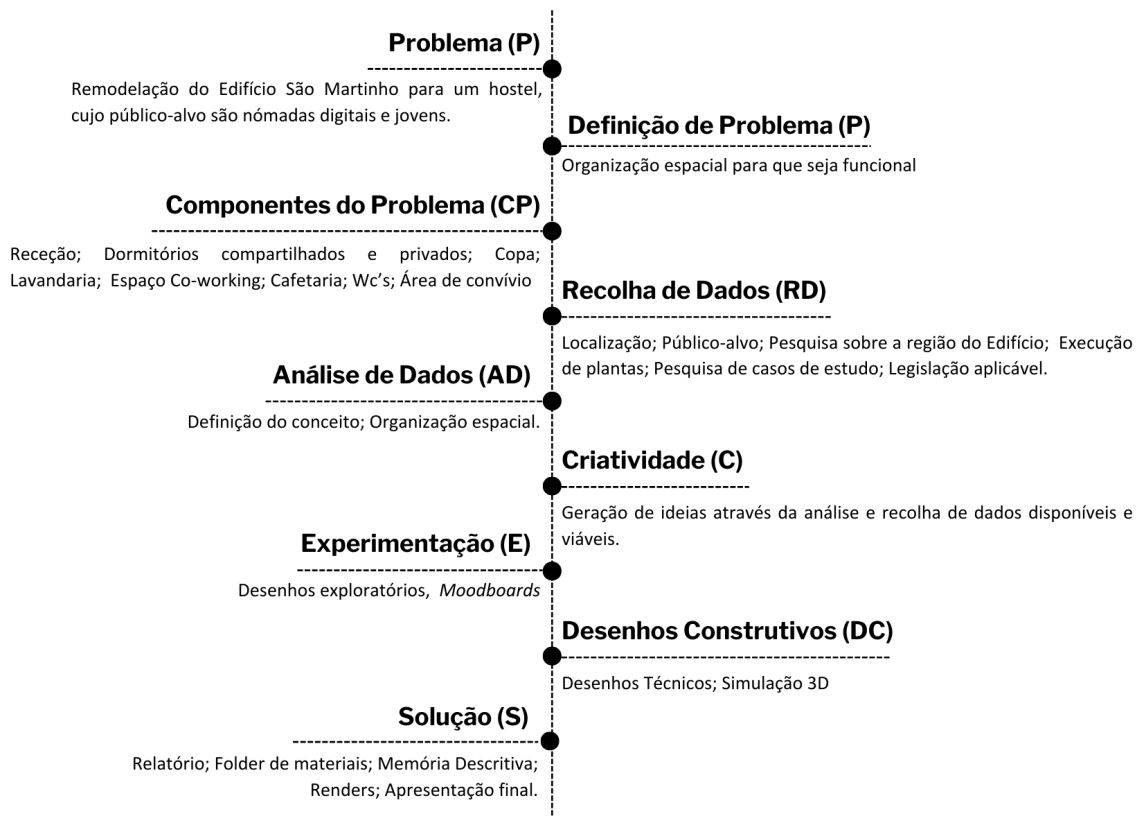 Problema (P)
Remodelação do Edifício São Martinho para um hostel,
cujo público-alvo são nómadas digitais e jovens.
Definição de Problema (P)
Organização espacial para que seja funcional
Componentes do Problema (CP)
Receção; Dormitórios compartilhados e privados; Copa;
Lavandaria; Espaço Co-working; Cafetaria; Wc’s; Área de convívio
Recolha de Dados (RD)
Localização; Público-alvo; Pesquisa sobre a região do Edifício; Execução
de plantas; Pesquisa de casos de estudo; Legislação aplicável.
Análise de Dados (AD)
Definição do conceito; Organização espacial.
Criatividade (C)
Geração de ideias através da análise e recolha de dados disponíveis e
viáveis.
Experimentação (E)
Desenhos exploratórios, Moodboards
Desenhos Construtivos (DC)
Desenhos Técnicos; Simulação 3D
Solução (S)
Relatório; Folder de materiais; Memória Descritiva;
Renders; Apresentação final.